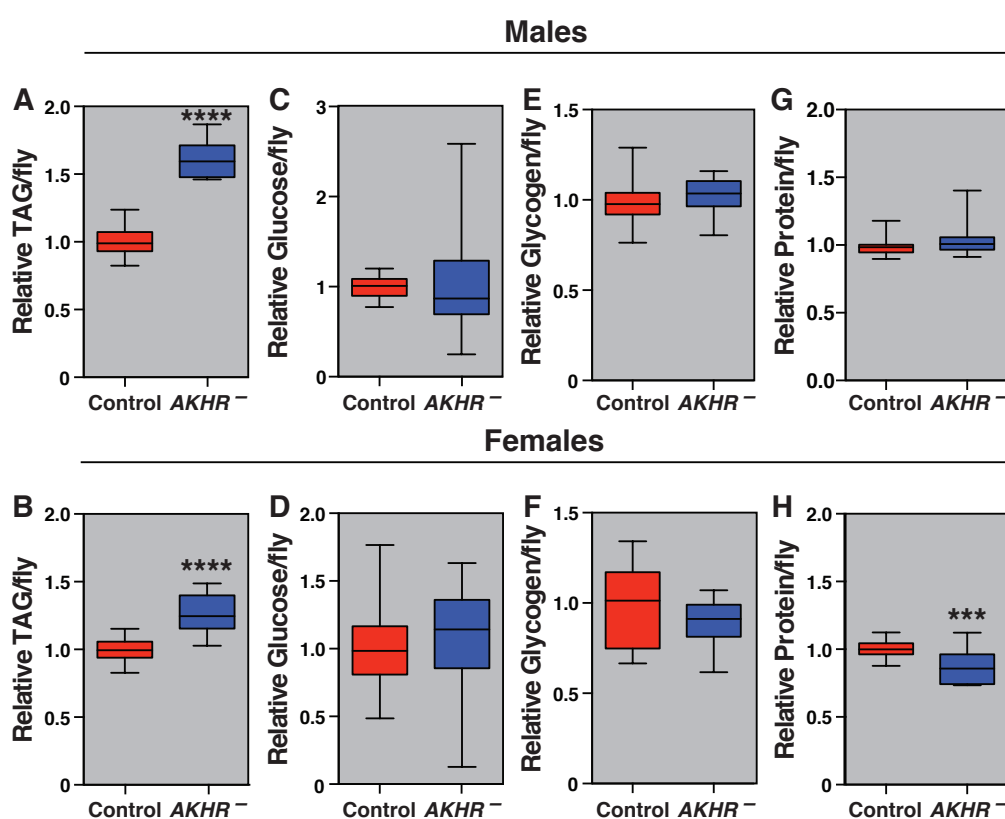 Males
A
Relative TAG/fly
2.0
1.5
1.0
0.5
0
****
Control AKHR –
C
Relative Glucose/fly
3
2
1
0
Control AKHR –
E
Relative Glycogen/fly
1.5
1.0
0.5
0
Control AKHR –
G
Relative Protein/fly
2.0
1.5
1.0
0.5
0.0
Control AKHR –
Females
B
Relative TAG/fly
2.0
1.5
1.0
0.5
0
****
Control AKHR –
D
Relative Glucose/fly
2.0
1.5
1.0
0.5
0
Control AKHR –
F
Relative Glycogen/fly
1.5
1.0
0.5
0
Control AKHR –
H
Relative Protein/fly
2.0
1.5
1.0
0.5
0
***
Control AKHR –